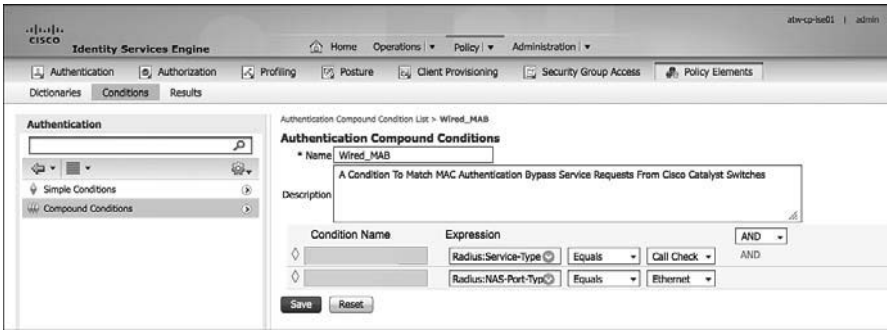 atw-cp-ise01 | admin
CISCO
Identity Services Engine
Home Operations Policy Administration
Authentication Authorization Profiling Posture Client Provisioning Security Group Access Policy Elements
Dictionaries Conditions Results
Authentication
Simple Conditions
Compound Conditions
Authentication Compound Condition List > Wired_MAB
Authentication Compound Conditions
* Name Wired_MAB
Description A Condition To Match MAC Authentication Bypass Service Requests From Cisco Catalyst Switches
Condition Name Expression AND
Radius:Service-Type Equals Call Check AND
Radius:NAS-Port-Typ Equals Ethernet
Save Reset